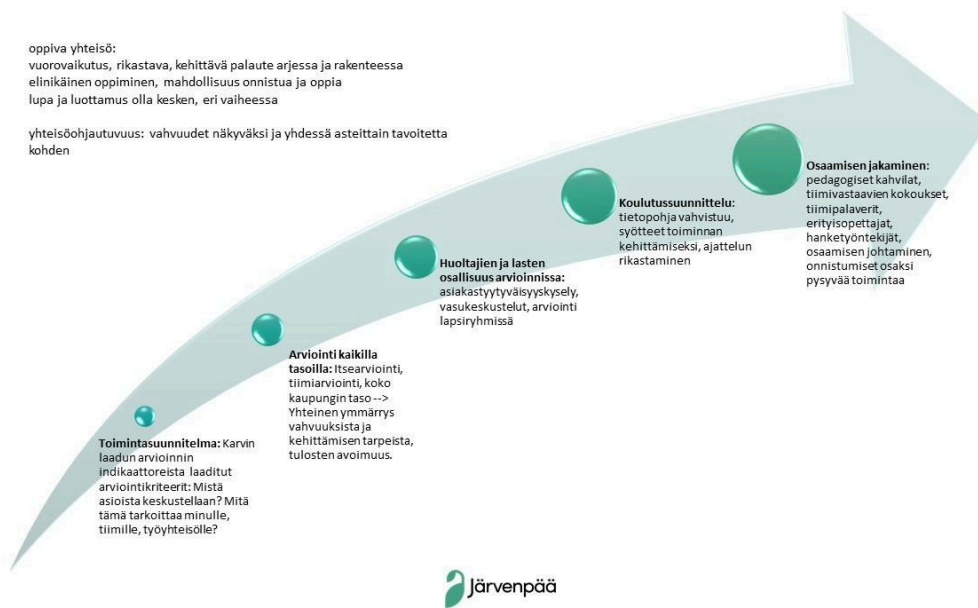 oppiva yhteisö:
vuorovaikutus, rikastava, kehittävä palaute arjessa ja rakenteessa
elinikäinen oppiminen, mahdollisuus onnistua ja oppia
lupa ja luottamus olla kesken, eri vaiheessa
yhteisöohjautuvuus: vahvuudet näkyväksi ja yhdessä asteittain tavoitetta
kohden
Toimintasuunnitelma: Karvin
laadun arvioinnin
indikaattoreista laaditut
arviointikriteerit: Mistä
asioista keskustellaan? Mitä
tämä tarkoittaa minulle,
tiimille, työyhteisölle?
Arviointi kaikilla
tasoilla: Itsearviointi,
tiimiarviointi, koko
kaupungin taso -->
Yhteinen ymmärrys
vahvuuksista ja
kehittämisen tarpeista,
tulosten avoimuus.
Huoltajien ja lasten
osallisuus arvioinnissa:
asiakastyytyväisyyskysely,
vasukeskustelut, arviointi
lapsiryhmissä
Koulutussuunnittelu:
tietopohja vahvistuu,
syötteet toiminnan
kehittämiseksi, ajattelun
rikastaminen
Osaamisen jakaminen:
pedagogiset kahvilat,
tiimivastaavien kokoukset,
tiimipalaverit,
erityisopettajat,
hanketyöntekijät,
osaamisen johtaminen,
onnistumiset osaksi
pysyvää toimintaa
Järvenpää